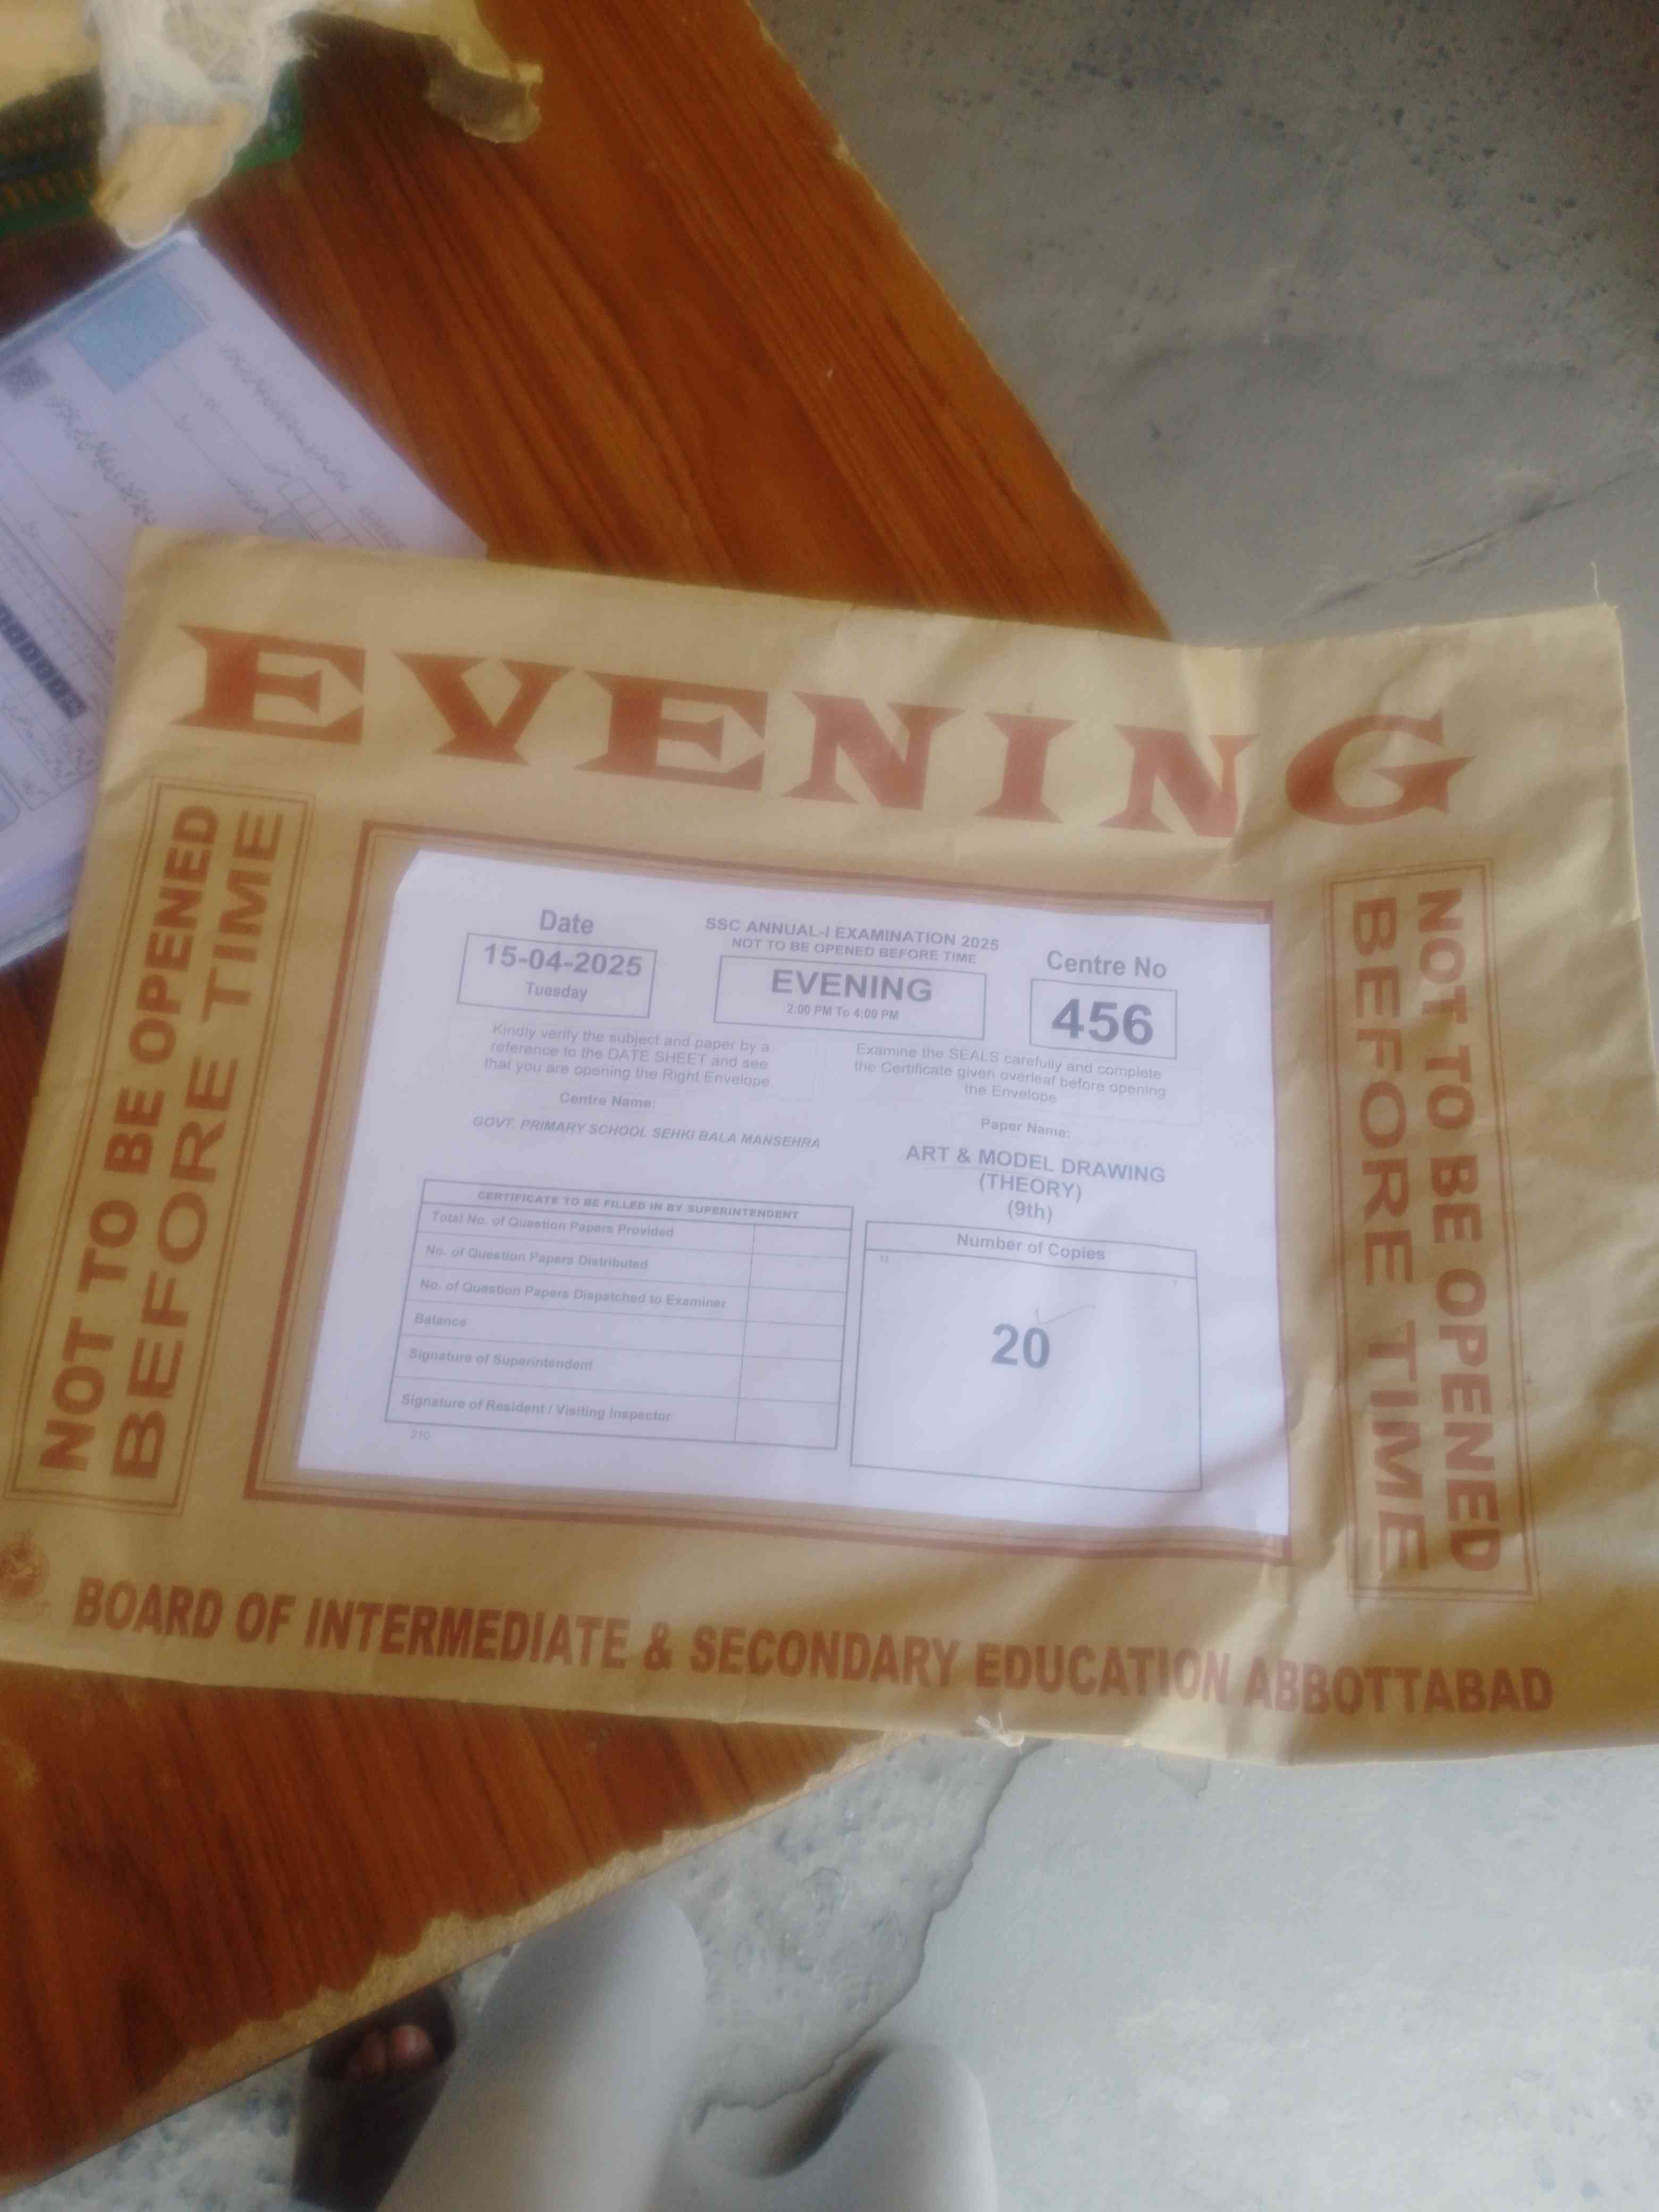 EVENING
NOT TO BE OPENED
BEFORE TIME
Date
15-04-2025
Tuesday
SSC ANNUAL-I EXAMINATION 2025
NOT TO BE OPENED BEFORE TIME
EVENING
2:00 PM To 4:00 PM
Centre No
456
Kindly verify the subject and paper by a
reference to the DATE SHEET and see
that you are opening the Right Envelope
Examine the SEALS carefully and complete
the Certificate given overleaf before opening
the Envelope
Centre Name:
GOVT. PRIMARY SCHOOL SEHKI BALA MANSEHRA
Paper Name:
ART & MODEL DRAWING
(THEORY)
(9th)
CERTIFICATE TO BE FILLED IN BY SUPERINTENDENT
Total No. of Question Papers Provided
No. of Question Papers Distributed
No. of Question Papers Dispatched to Examiner
Balance
Signature of Superintendent
Signature of Resident / Visiting Inspector
210
Number of Copies
20
NOT TO BE OPENED
BEFORE TIME
BOARD OF INTERMEDIATE & SECONDARY EDUCATION ABBOTTABAD